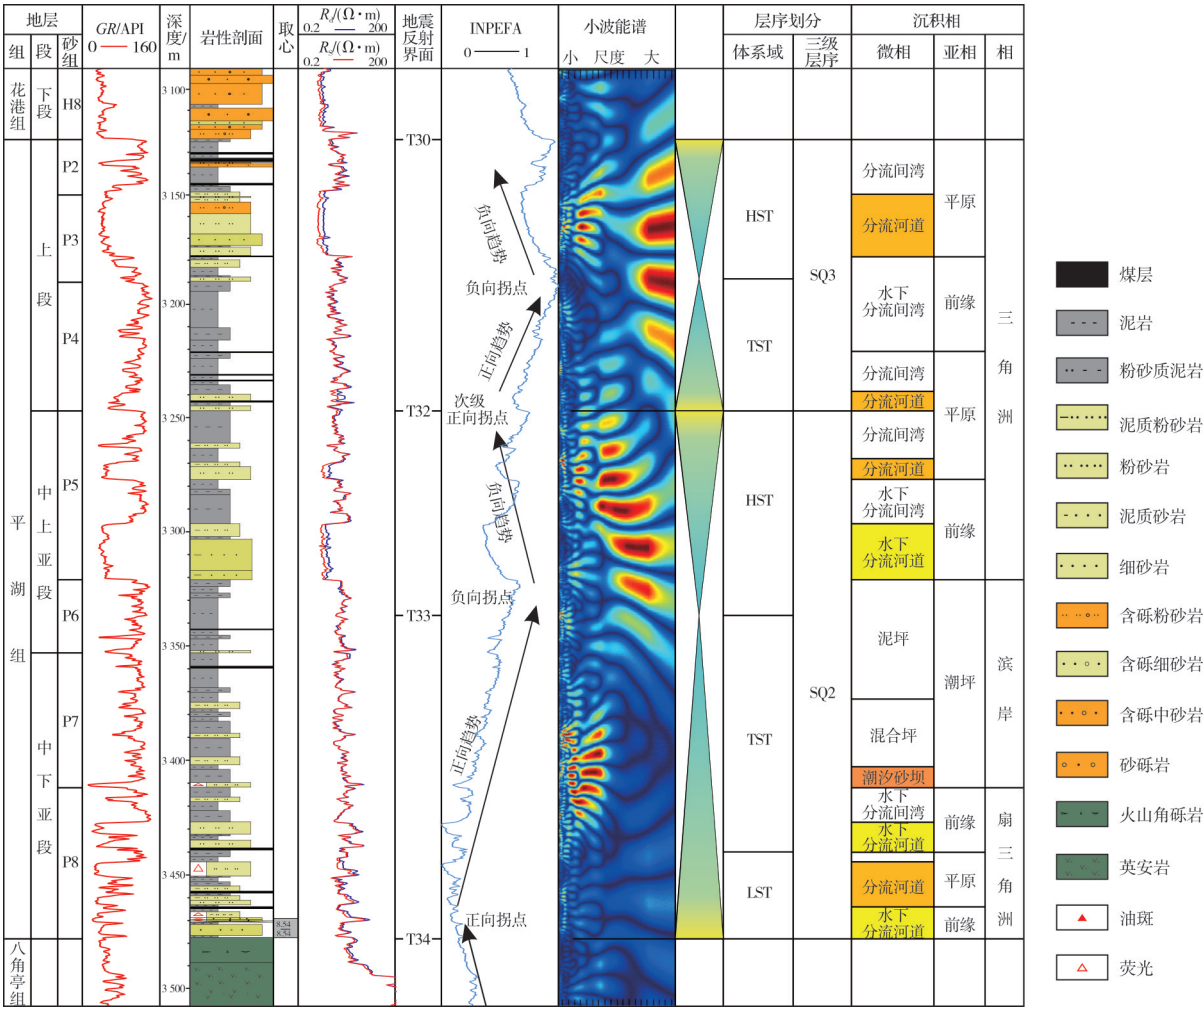 地层
组
段
砂组
GR/API
0
160
深度/m
岩性剖面
取心
Rd/(Ω·m)
0.2
200
Rs/(Ω·m)
0.2
200
地震反射界面
INPEFA
0
1
小波能谱
小 尺度 大
层序划分
体系域
三级层序
沉积相
微相
亚相
相
花港组
下段
H8
平湖组
上段
P2
P3
P4
中上亚段
P5
P6
中下亚段
P7
P8
八角亭组
3 100
3 150
3 200
3 250
3 300
3 350
3 400
3 450
3 500
8.54
8.54
T30
T32
T33
T34
负向趋势
负向拐点
正向趋势
次级
正向拐点
负向趋势
负向拐点
正向趋势
正向拐点
HST
TST
HST
TST
LST
SQ3
SQ2
分流间湾
分流河道
水下
分流间湾
分流间湾
分流河道
分流间湾
分流河道
水下
分流间湾
水下
分流河道
泥坪
混合坪
潮汐砂坝
水下
分流间湾
水下
分流河道
分流河道
水下
分流河道
平原
前缘
平原
前缘
潮坪
前缘
平原
前缘
三角洲
滨岸
扇三角洲
煤层
泥岩
粉砂质泥岩
泥质粉砂岩
粉砂岩
泥质砂岩
细砂岩
含砾粉砂岩
含砾细砂岩
含砾中砂岩
砂砾岩
火山角砾岩
英安岩
油斑
荧光